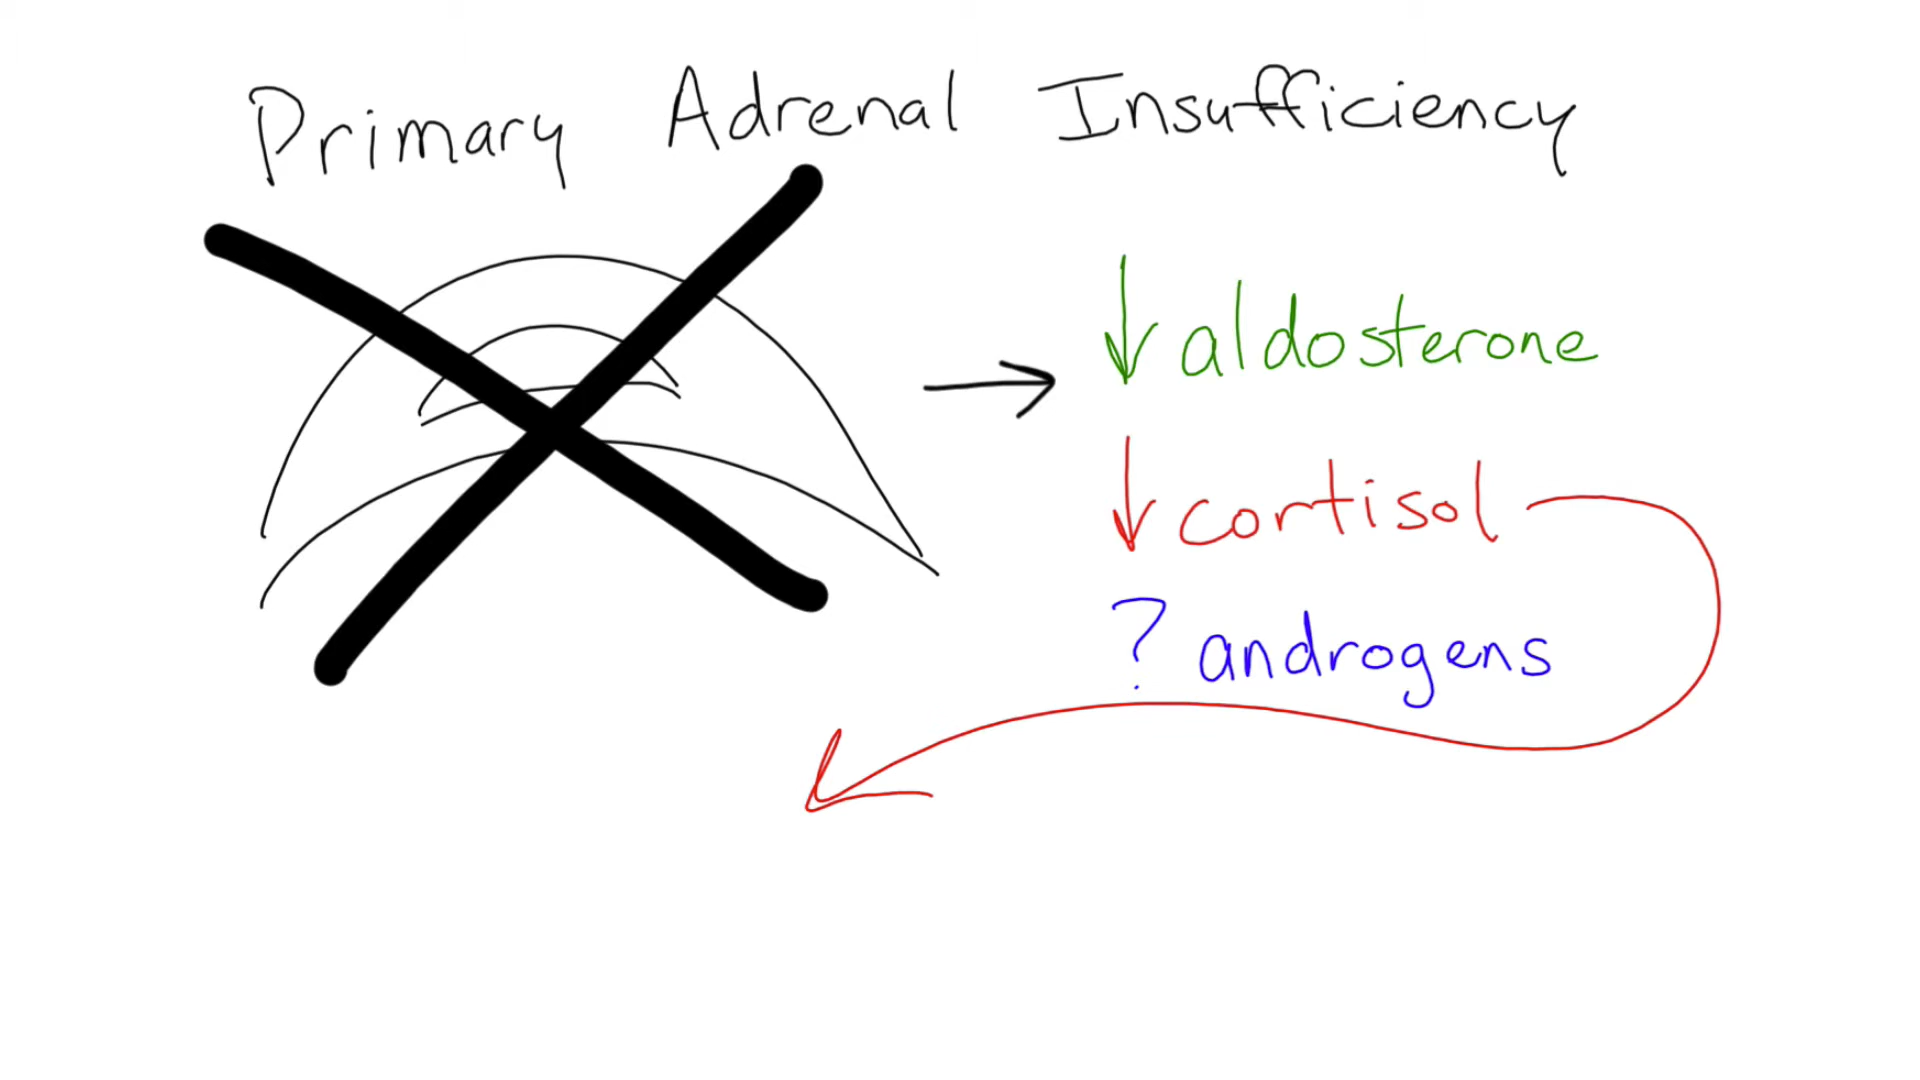 Primary Adrenal Insufficiency
↓ aldosterone
↓ cortisol
? androgens